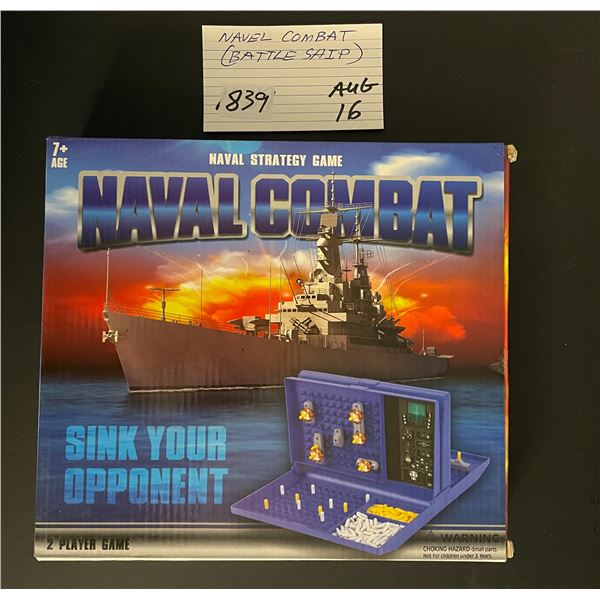 NAVEL COMBAT
(BATTLE SHIP)
1839
AUG
16
7+
AGE
NAVAL STRATEGY GAME
NAVAL COMBAT
SINK YOUR
OPPONENT
2 PLAYER GAME
WARNING
CHOKING HAZARD-Small parts.
Not for children under 3 Years.